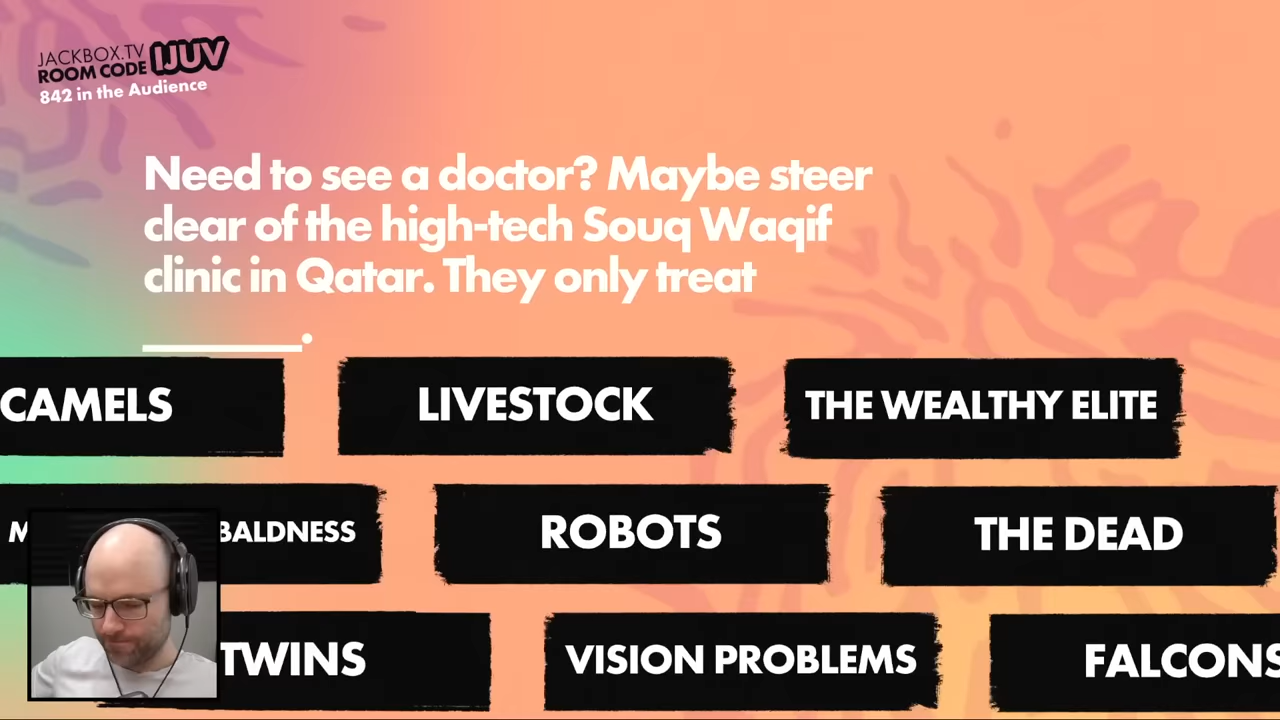 JACKBOX.TV
ROOM CODE IJUV
842 in the Audience
Need to see a doctor? Maybe steer
clear of the high-tech Souq Waqif
clinic in Qatar. They only treat
_______.
CAMELS LIVESTOCK THE WEALTHY ELITE
BALDNESS ROBOTS THE DEAD
TWINS VISION PROBLEMS FALCONS